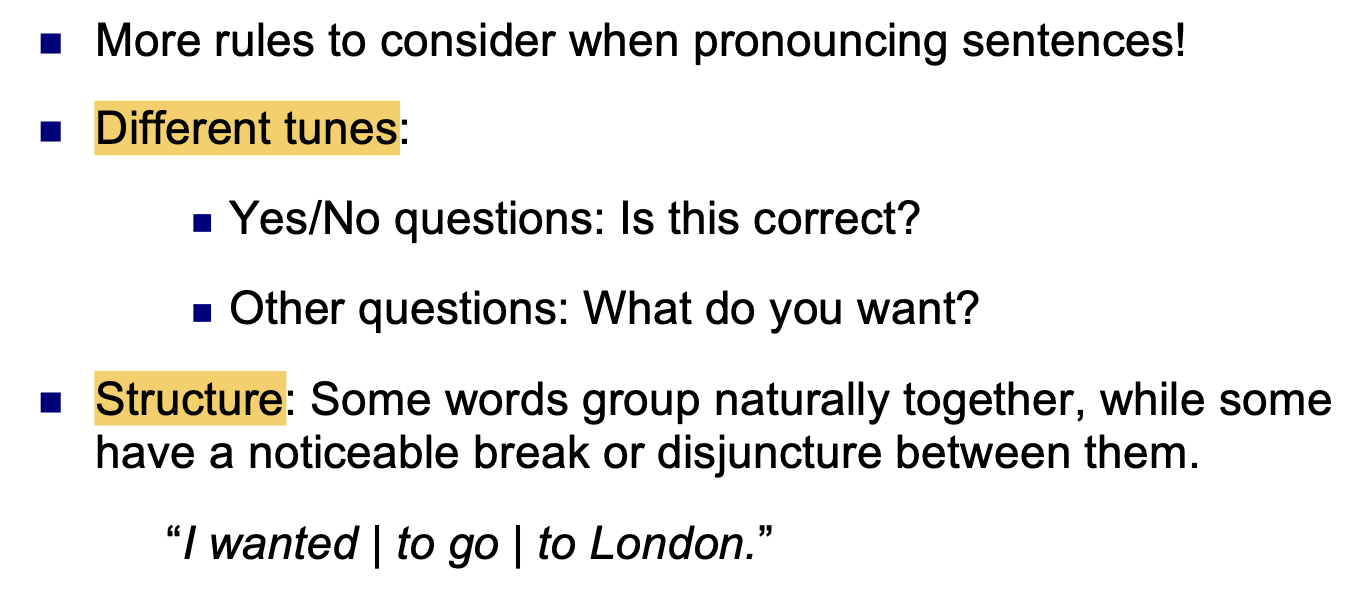 More rules to consider when pronouncing sentences!
Different tunes:
Yes/No questions: Is this correct?
Other questions: What do you want?
Structure: Some words group naturally together, while some
have a noticeable break or disjuncture between them.
“I wanted | to go | to London.”